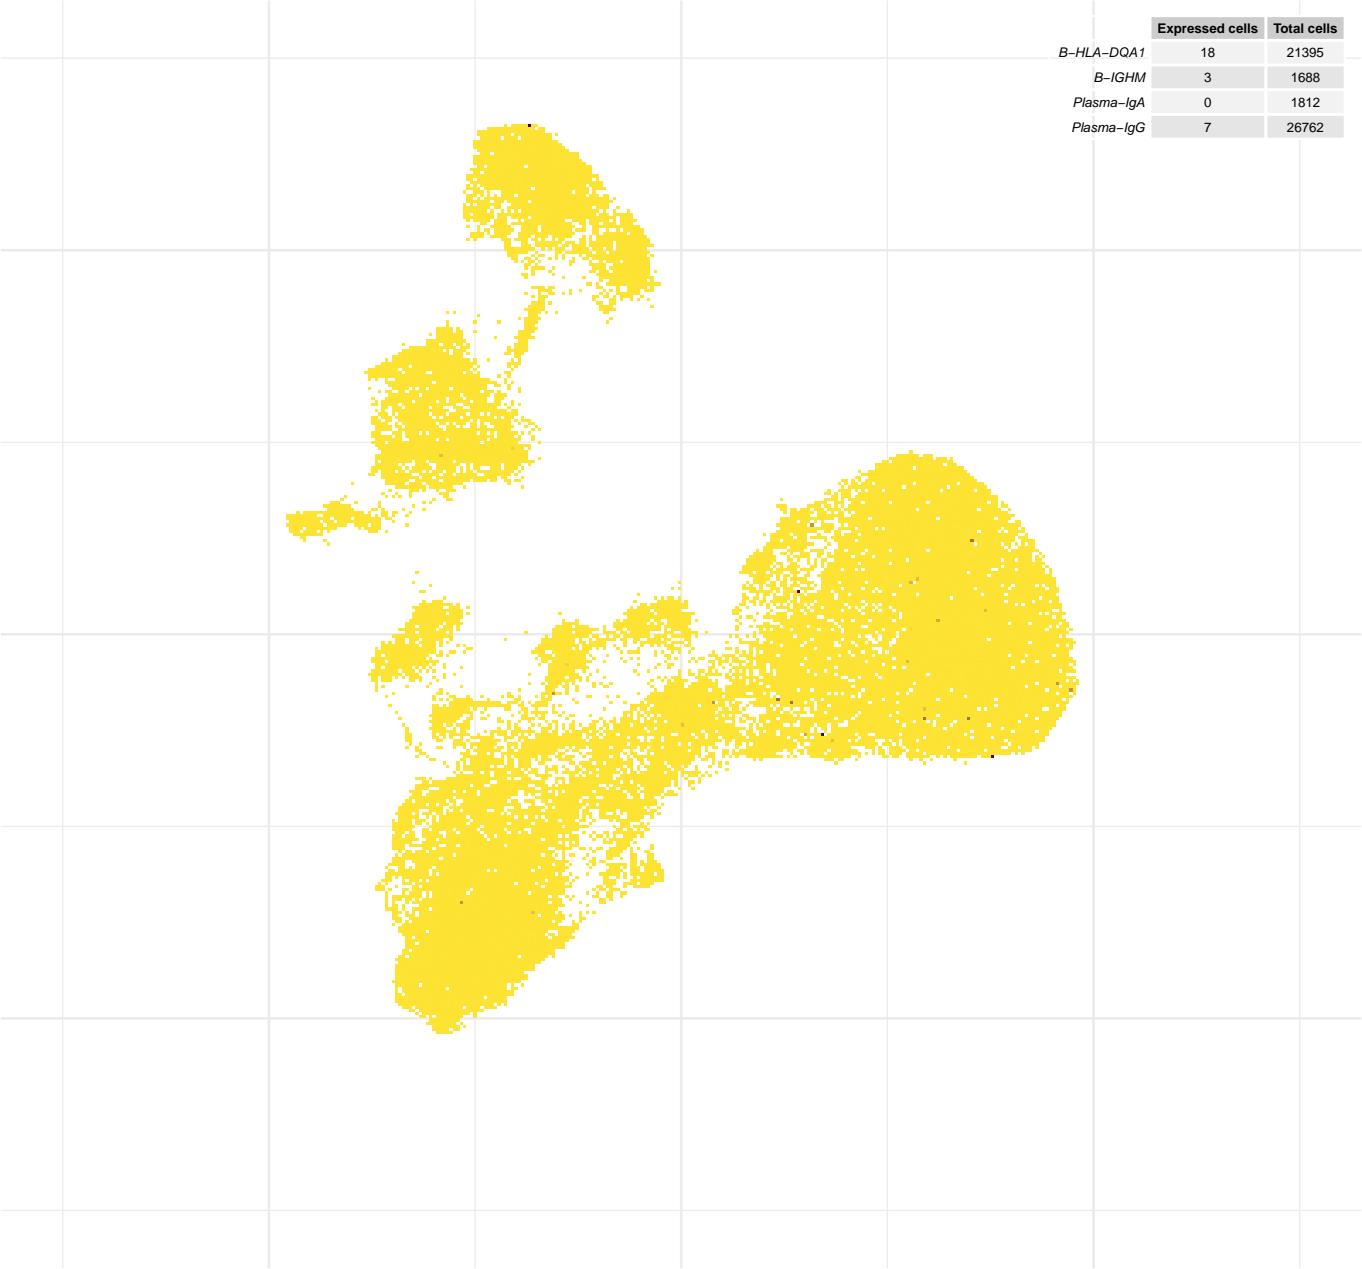 Expressed cells Total cells
B−HLA−DQA1 18 21395
B−IGHM 3 1688
Plasma−IgA 0 1812
Plasma−IgG 7 26762